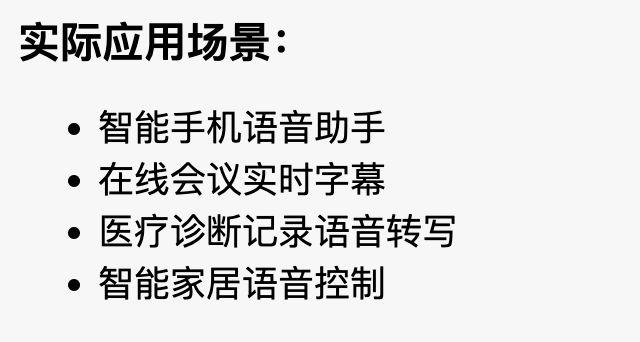 实际应用场景：
• 智能手机语音助手
• 在线会议实时字幕
• 医疗诊断记录语音转写
• 智能家居语音控制